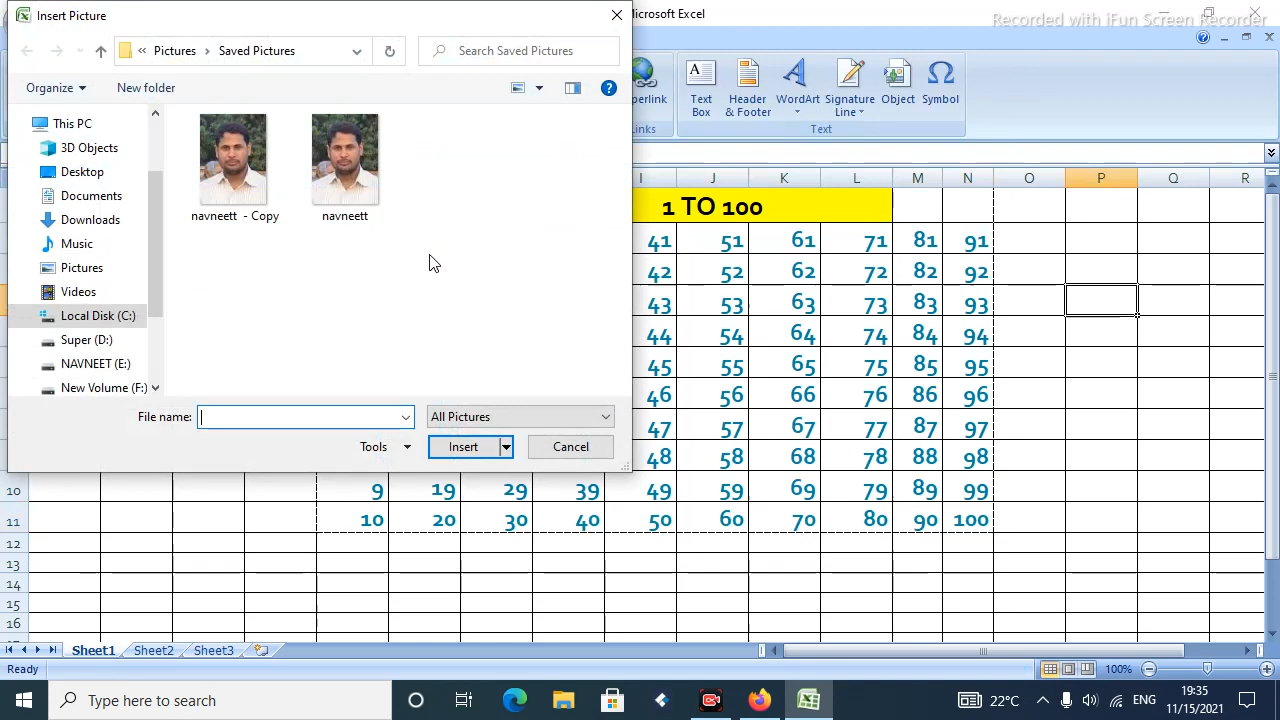 Insert Picture
Microsoft Excel
Recorded with iFun Screen Recorder
Pictures
Saved Pictures
Search Saved Pictures
Organize
New folder
This PC
3D Objects
Desktop
Documents
Downloads
Music
Pictures
Videos
Local Disk (C:)
Super (D:)
NAVNEET (E:)
New Volume (F:)
navneett - Copy
navneett
File name:
All Pictures
Tools
Insert
Cancel
Text Box
Header & Footer
WordArt
Signature Line
Object
Symbol
Text
I J K L M N O P Q R
1 TO 100
41 51 61 71 81 91
42 52 62 72 82 92
43 53 63 73 83 93
44 54 64 74 84 94
45 55 65 75 85 95
46 56 66 76 86 96
47 57 67 77 87 97
48 58 68 78 88 98
10 9 19 29 39 49 59 69 79 89 99
11 10 20 30 40 50 60 70 80 90 100
12
13
14
15
16
Sheet1 Sheet2 Sheet3
Ready
100%
Type here to search
22°C
ENG
19:35
11/15/2021